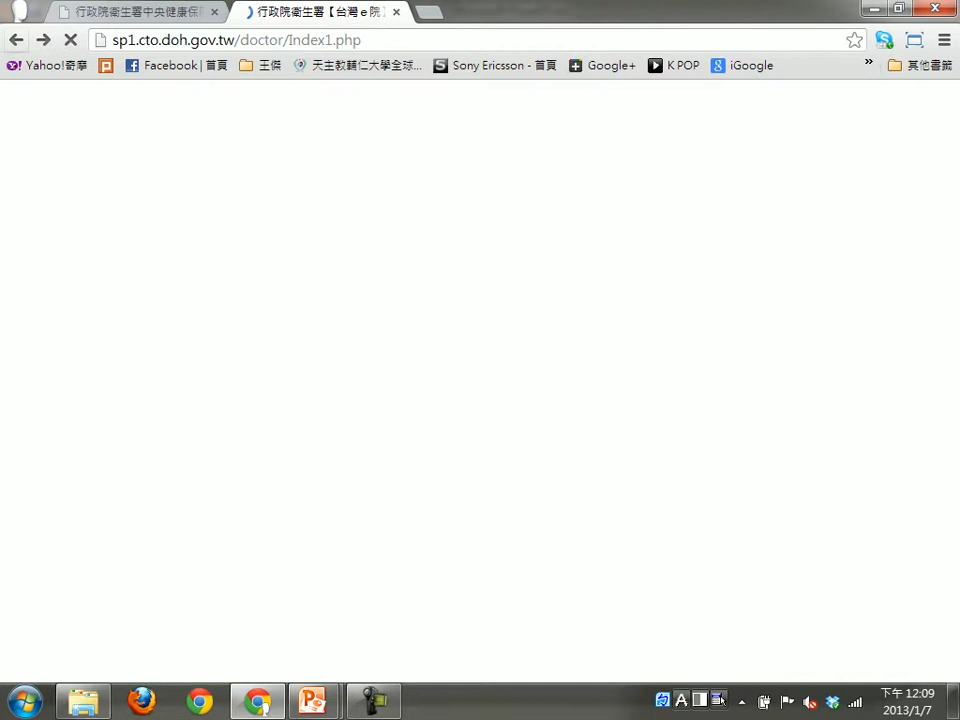 行政院衛生署中央健康保
行政院衛生署【台灣e院】
sp1.cto.doh.gov.tw/doctor/Index1.php
Yahoo!奇摩
Facebook | 首頁
王傑
天主教輔仁大學全球...
Sony Ericsson - 首頁
Google+
K POP
iGoogle
»
其他書籤
A
下午 12:09
2013/1/7